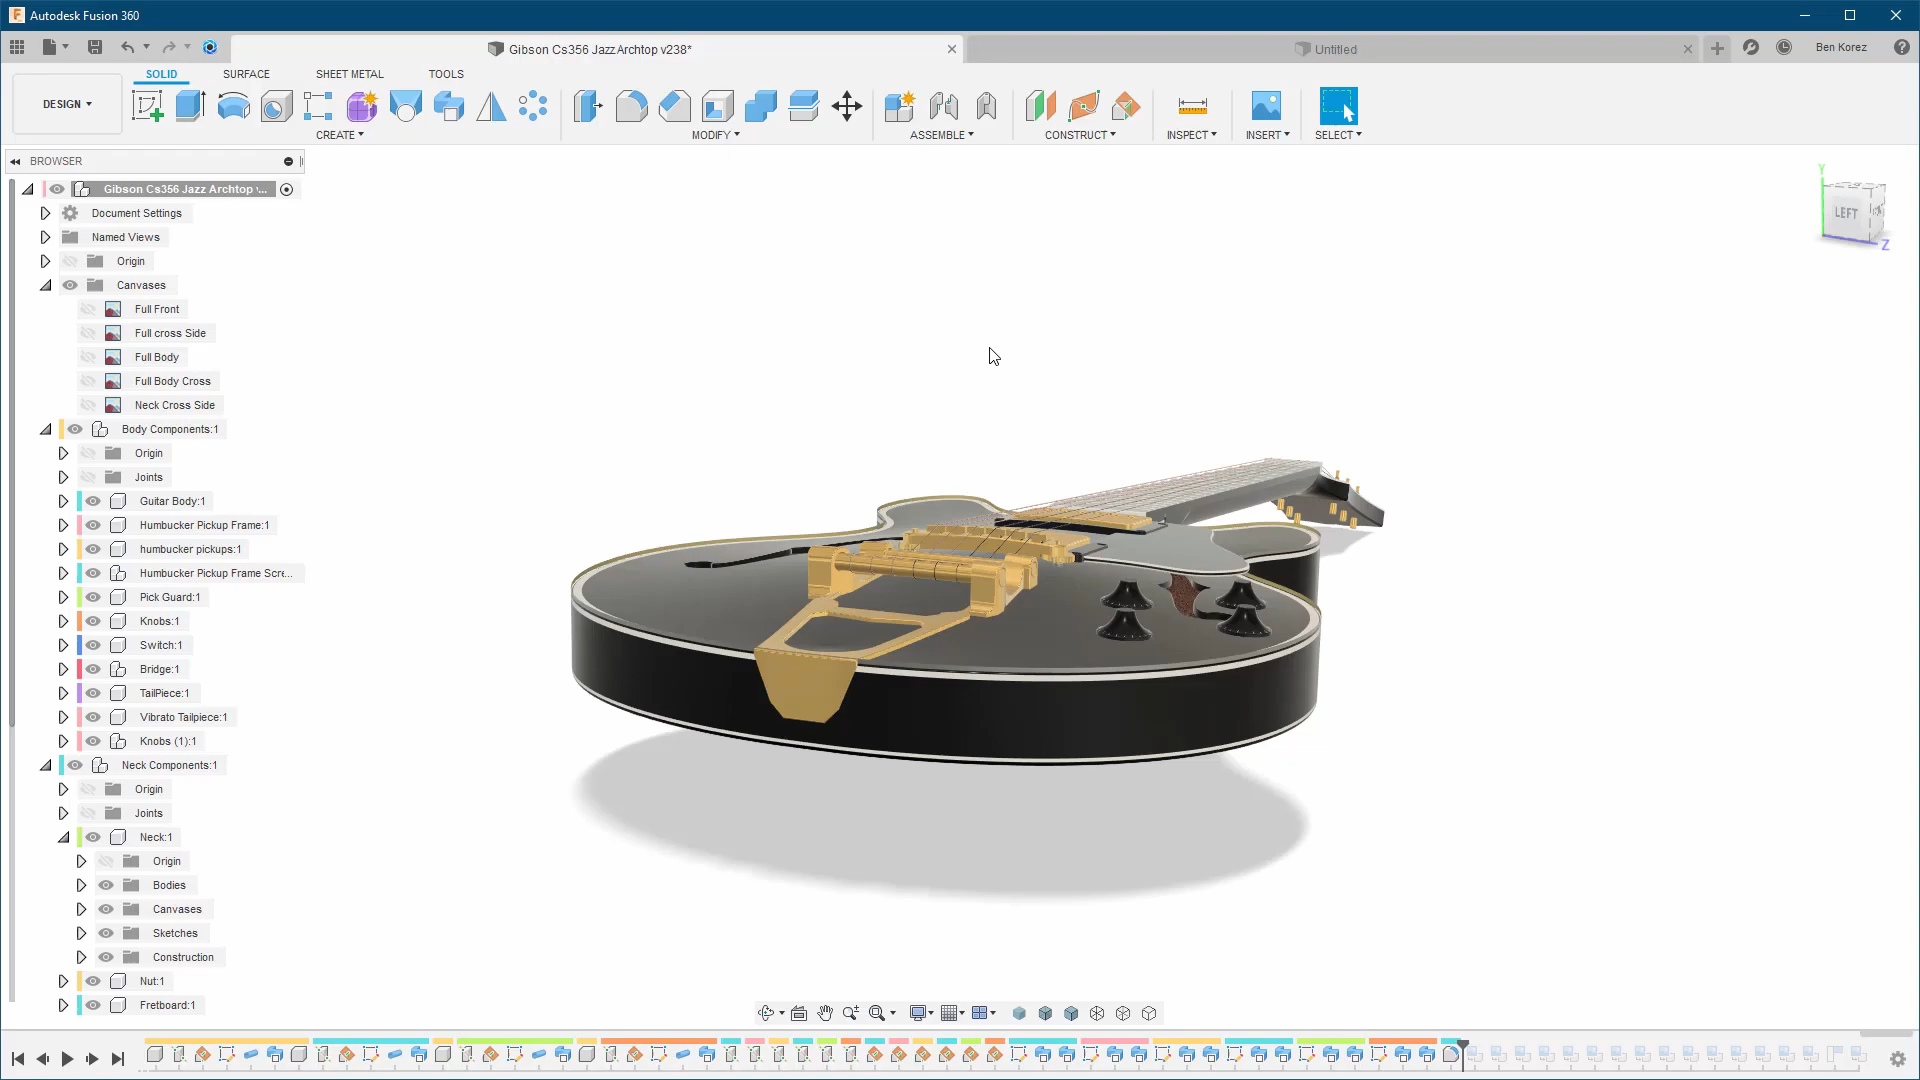 Autodesk Fusion 360
Gibson Cs356 Jazz Archtop v238*
Untitled
Ben Korez
DESIGN
SOLID
SURFACE
SHEET METAL
TOOLS
CREATE
MODIFY
ASSEMBLE
CONSTRUCT
INSPECT
INSERT
SELECT
BROWSER
Gibson Cs356 Jazz Archtop v...
Document Settings
Named Views
Origin
Canvases
Full Front
Full cross Side
Full Body
Full Body Cross
Neck Cross Side
Body Components:1
Origin
Joints
Guitar Body:1
Humbucker Pickup Frame:1
humbucker pickups:1
Humbucker Pickup Frame Scre...
Pick Guard:1
Knobs:1
Switch:1
Bridge:1
TailPiece:1
Vibrato Tailpiece:1
Knobs (1):1
Neck Components:1
Origin
Joints
Neck:1
Origin
Bodies
Canvases
Sketches
Construction
Nut:1
Fretboard:1
Y
LEFT
Z